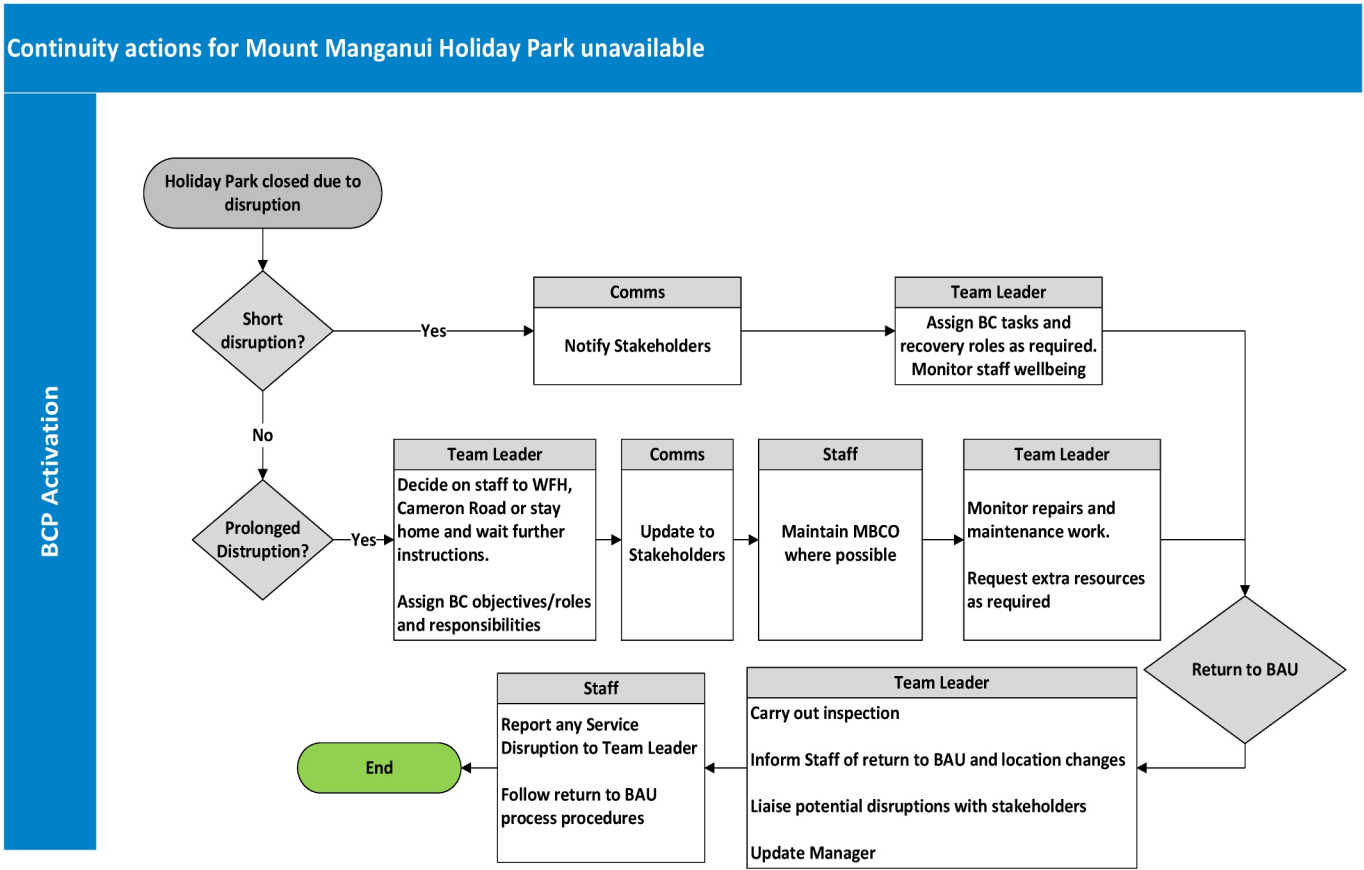 Continuity actions for Mount Manganui Holiday Park unavailable
BCP Activation
Holiday Park closed due to
disruption
Short
disruption?
Yes
Comms
Notify Stakeholders
Team Leader
Assign BC tasks and
recovery roles as required.
Monitor staff wellbeing
No
Prolonged
Distruption?
Yes
Team Leader
Decide on staff to WFH,
Cameron Road or stay
home and wait further
instructions.
Assign BC objectives/roles
and responsibilities
Comms
Update to
Stakeholders
Staff
Maintain MBCO
where possible
Team Leader
Monitor repairs and
maintenance work.
Request extra resources
as required
Return to BAU
Team Leader
Carry out inspection
Inform Staff of return to BAU and location changes
Liaise potential disruptions with stakeholders
Update Manager
Staff
Report any Service
Disruption to Team Leader
Follow return to BAU
process procedures
End